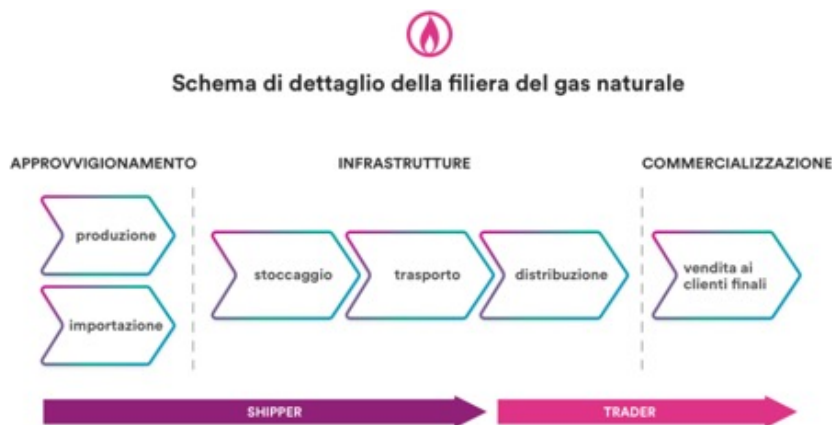 Schema di dettaglio della filiera del gas naturale
APPROVVIGIONAMENTO
INFRASTRUTTURE
COMMERCIALIZZAZIONE
produzione
importazione
stoccaggio
trasporto
distribuzione
vendita ai
clienti finali
SHIPPER
TRADER